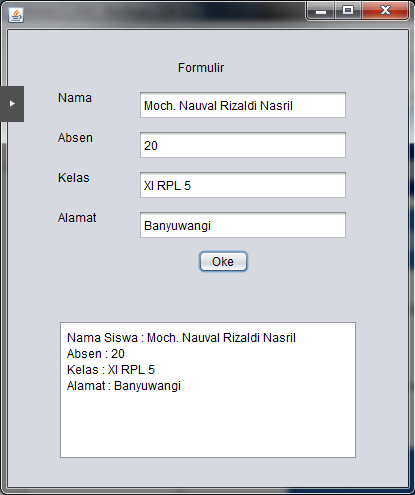 Formulir
Nama
Moch. Nauval Rizaldi Nasril
Absen
20
Kelas
XI RPL 5
Alamat
Banyuwangi
Oke
Nama Siswa : Moch. Nauval Rizaldi Nasril
Absen : 20
Kelas : XI RPL 5
Alamat : Banyuwangi